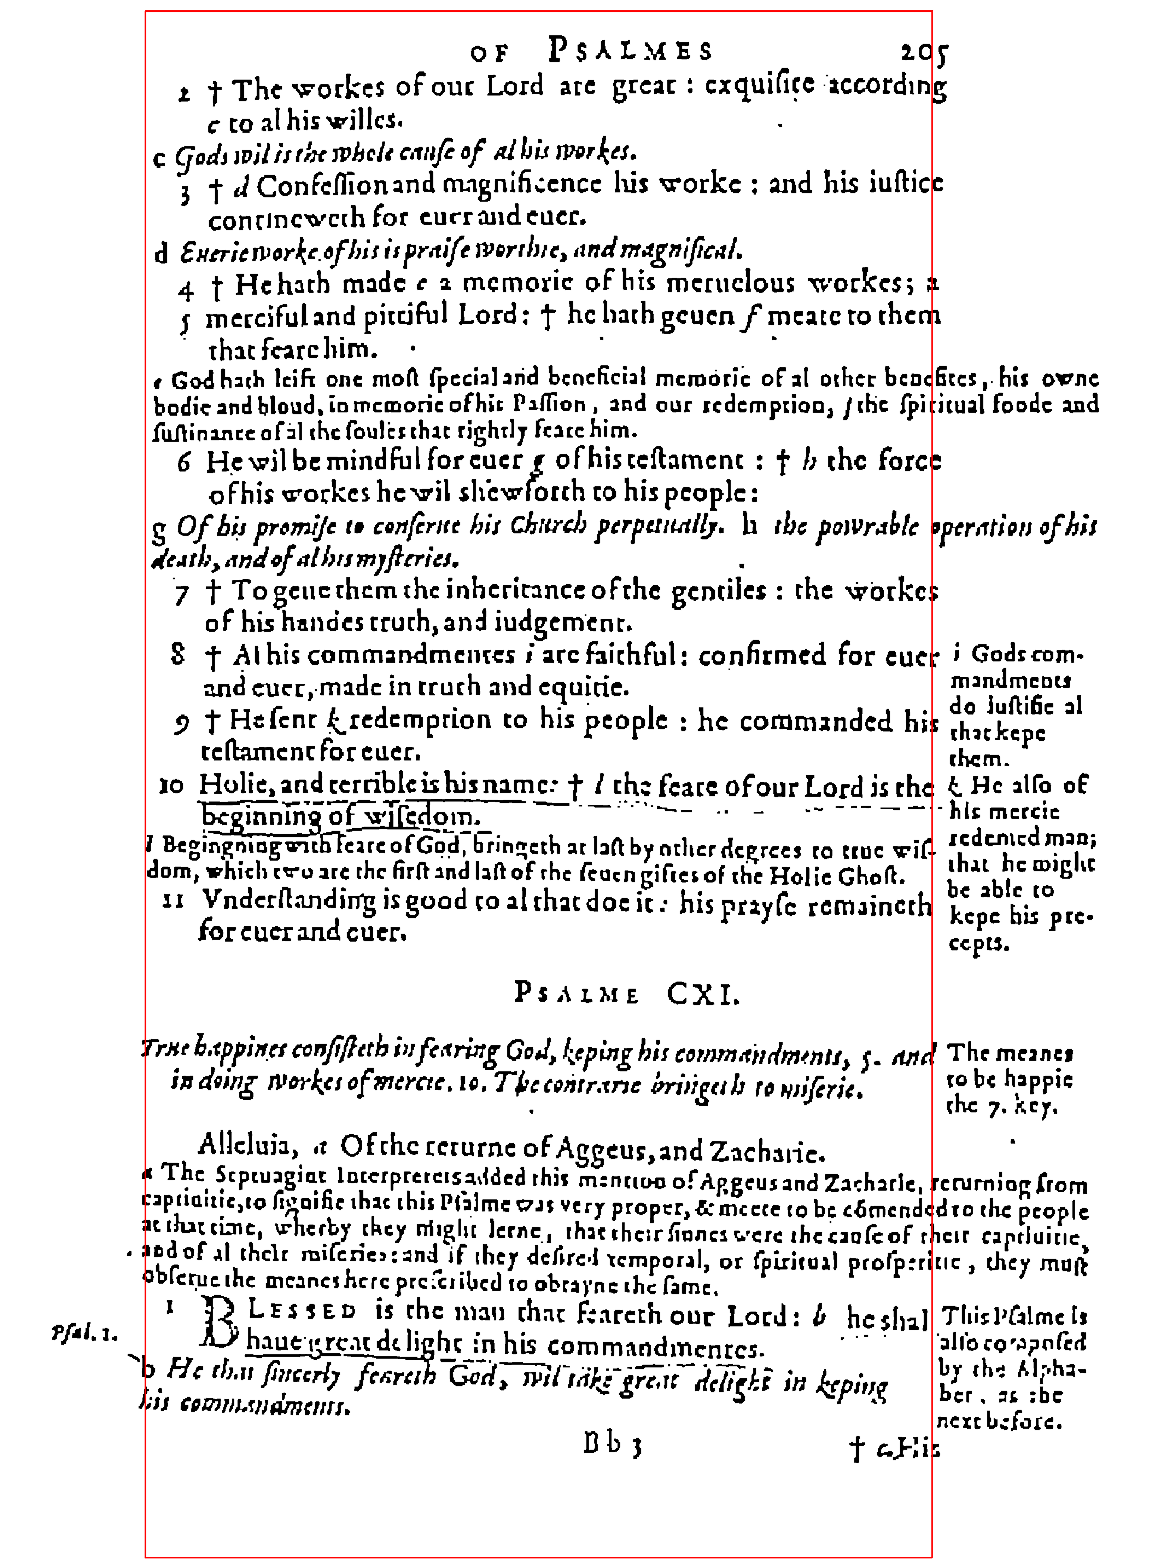 OF PSALMES 205
2 † The workes of our Lord are great : exquiſite according
c to al his willes.
c Gods wil is the whole cauſe of al his workes.
3 † d Confeſſion and magnificence his worke : and his iuſtice
contineweth for euer and euer.
d Euerie worke of his is praiſe worthie, and magnifical.
4 † He hath made e a memorie of his meruelous workes; a
5 merciful and pitiful Lord: † he hath geuen f meate to them
that feare him.
e God hath leift one moſt ſpecial and beneficial memorie of al other benefites, his owne
bodie and bloud, in memorie of his Paſſion, and our redemption, f the ſpiritual foode and
ſuſtinance of al the ſoules that rightly feare him.
6 He wil be mindful for euer g of his teſtament : † h the force
of his workes he wil shew forth to his people:
g Of his promiſe to conſerue his Church perpetually. h the powrable operation of his
death, and of al his myſteries.
7 † To geue them the inheritance of the gentiles : the workes
of his handes truth, and iudgement.
8 † Al his commandmentes i are faithful: confirmed for euer
and euer, made in truth and equitie.
9 † He ſent k redemption to his people : he commanded his
teſtament for euer.
10 Holie, and terrible is his name: † l the feare of our Lord is the
beginning of wiſedom.
l Begingning with feare of God, bringeth at laſt by other degrees to true wiſ-
dom, which two are the firſt and laſt of the ſeuen giftes of the Holie Ghoſt.
11 Vnderſtanding is good to al that doe it: his prayſe remaineth
for euer and euer.
i Gods com-
mandments
do iuſtifie al
that kepe
them.
k He alſo of
his mercie
redemed man;
that he might
be able to
kepe his pre-
cepts.
PSALME CXI.
True happines conſiſteth in fearing God, keping his commandments, 5. and
in doing workes of mercie. 10. The contrarie bringeth to miſerie.
The meanes
to be happie
the 7. key.
Alleluia, a Of the returne of Aggeus, and Zacharie.
a The Septuagint Interpreters added this mention of Aggeus and Zacharie, returning from
captiuitie, to ſignifie that this Pſalme was very proper, & meete to be cõmended to the people
at that time, wherby they might lerne, that their ſinnes were the cauſe of their captiuitie,
and of al their miſeries: and if they deſired temporal, or ſpiritual proſperitie, they muſt
obſerue the meanes here preſcribed to obtayne the ſame.
Pſal. 1.
1 BLESSED is the man that feareth our Lord: b he shal
haue great delight in his commandmentes.
b He that ſincerly feareth God, wil take great delight in keping
his commandments.
This Pſalme is
alſo compoſed
by the Alpha-
bet, as the
next before.
Bb 3 † c His